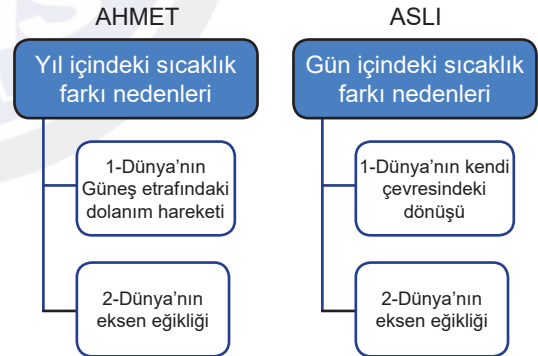 AHMET
Yıl içindeki sıcaklık
farkı nedenleri
1-Dünya’nın
Güneş etrafındaki
dolanım hareketi
2-Dünya’nın
eksen eğikliği
ASLI
Gün içindeki sıcaklık
farkı nedenleri
1-Dünya’nın kendi
çevresindeki
dönüşü
2-Dünya’nın
eksen eğikliği